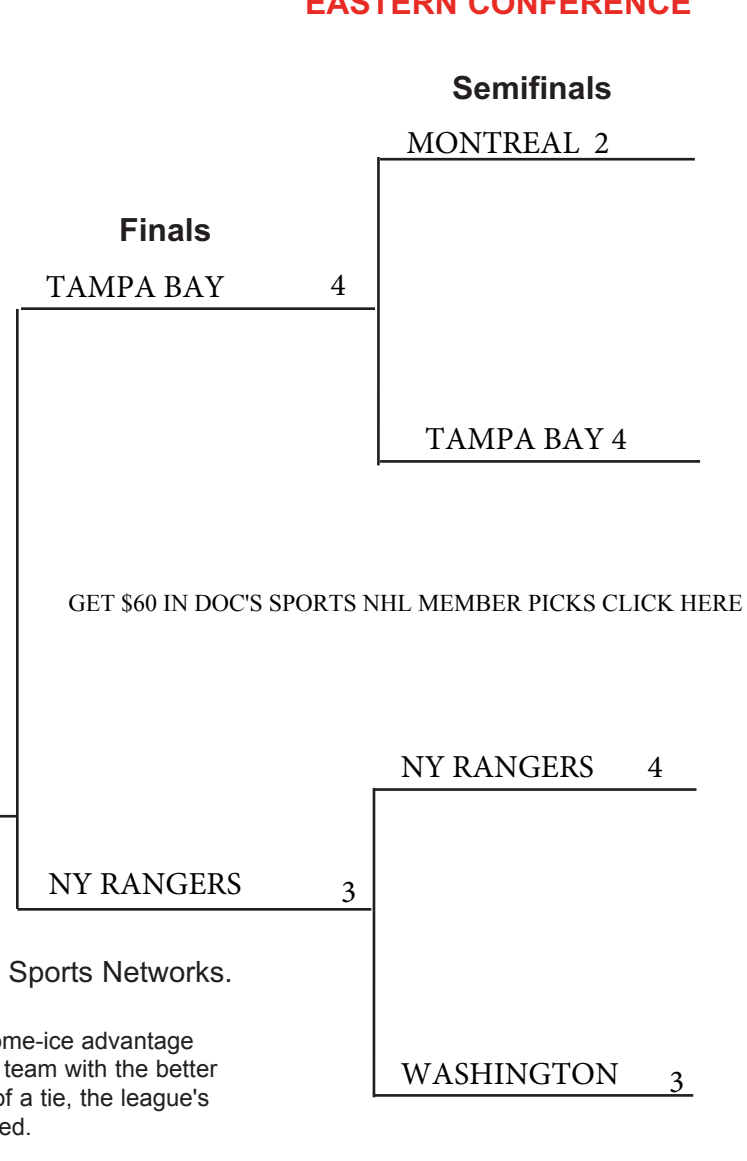 EASTERN CONFERENCE
Semifinals
MONTREAL 2
Finals
TAMPA BAY 4
TAMPA BAY 4
GET $60 IN DOC'S SPORTS NHL MEMBER PICKS CLICK HERE
NY RANGERS 4
NY RANGERS 3
Sports Networks.
ome-ice advantage
team with the better
of a tie, the league's
ed.
WASHINGTON 3